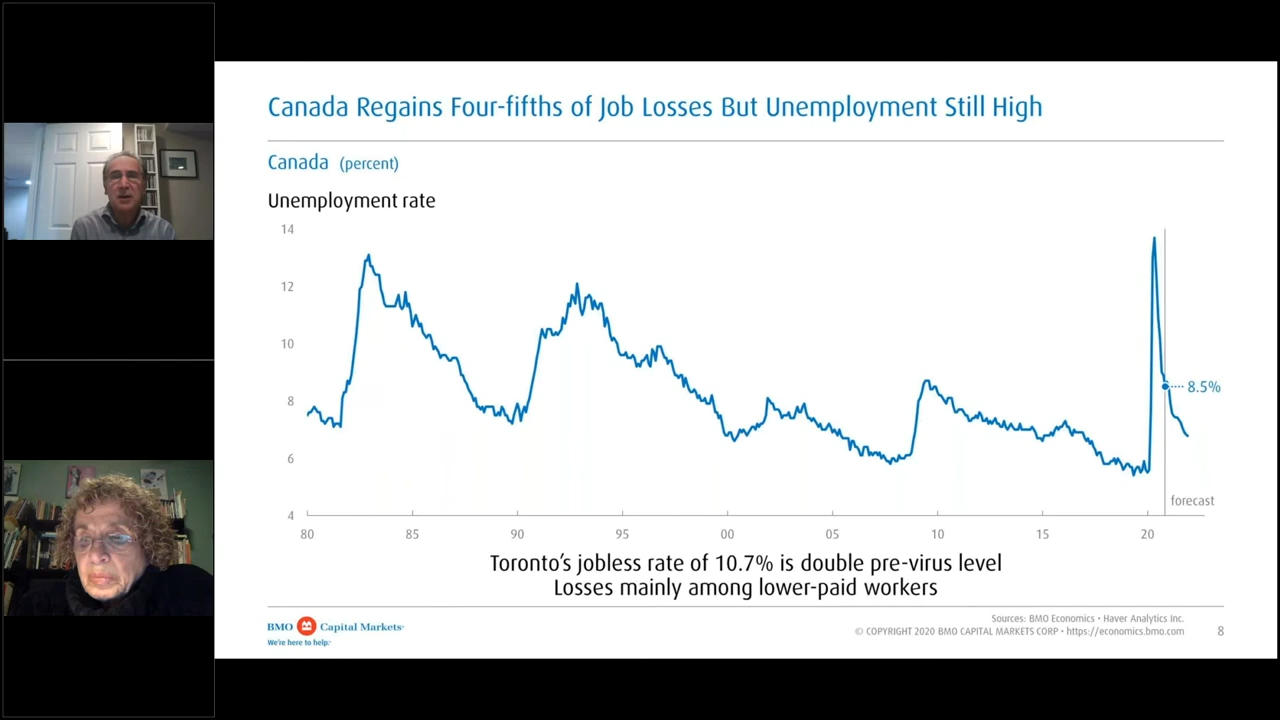 Canada Regains Four-fifths of Job Losses But Unemployment Still High
Canada (percent)
Unemployment rate
14
12
10
8
6
4
8.5%
forecast
80 85 90 95 00 05 10 15 20
Toronto's jobless rate of 10.7% is double pre-virus level
Losses mainly among lower-paid workers
BMO Capital Markets
We're here to help.
Sources: BMO Economics • Haver Analytics Inc.
© COPYRIGHT 2020 BMO CAPITAL MARKETS CORP • https://economics.bmo.com
8